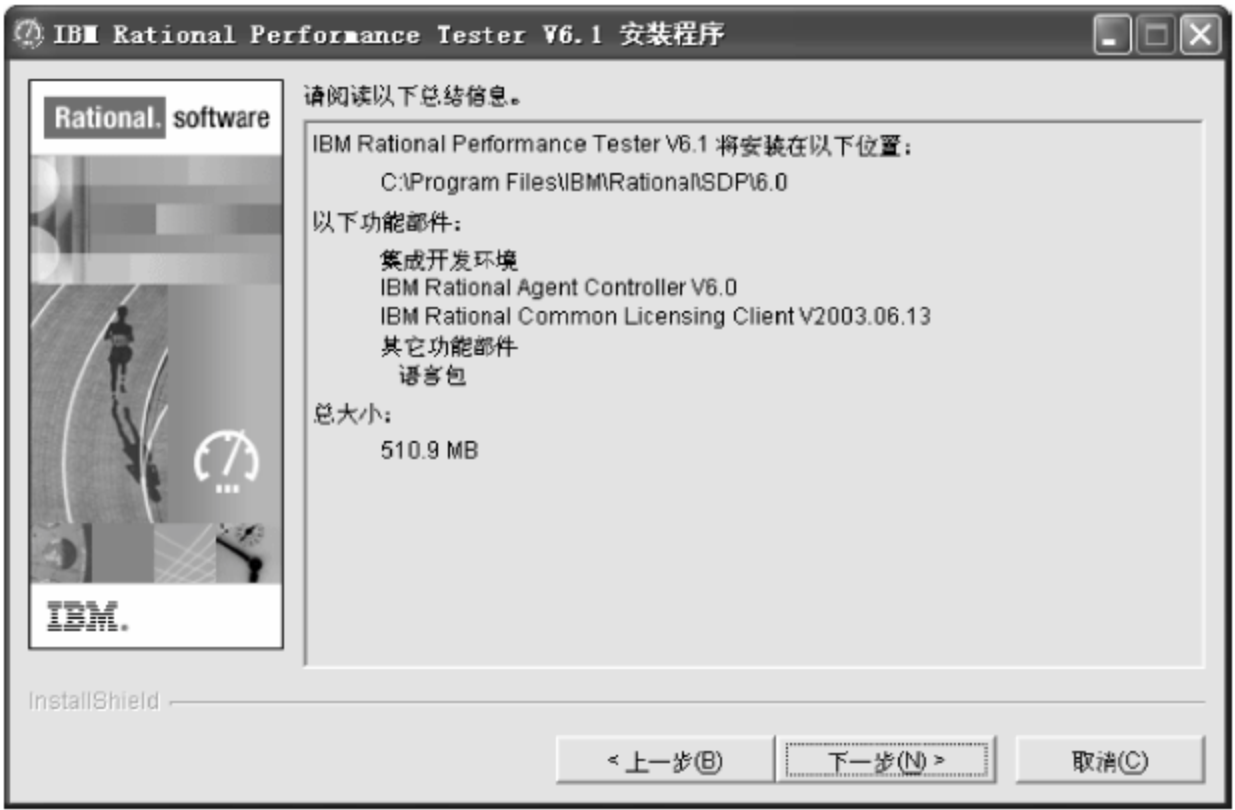 IBM Rational Performance Tester V6.1 安装程序
Rational. software
请阅读以下总结信息。
IBM Rational Performance Tester V6.1 将安装在以下位置:
C:\Program Files\IBM\Rational\SDP\6.0
以下功能部件:
集成开发环境
IBM Rational Agent Controller V6.0
IBM Rational Common Licensing Client V2003.06.13
其它功能部件
语言包
总大小:
510.9 MB
IBM.
InstallShield
< 上一步(B)
下一步(N) >
取消(C)